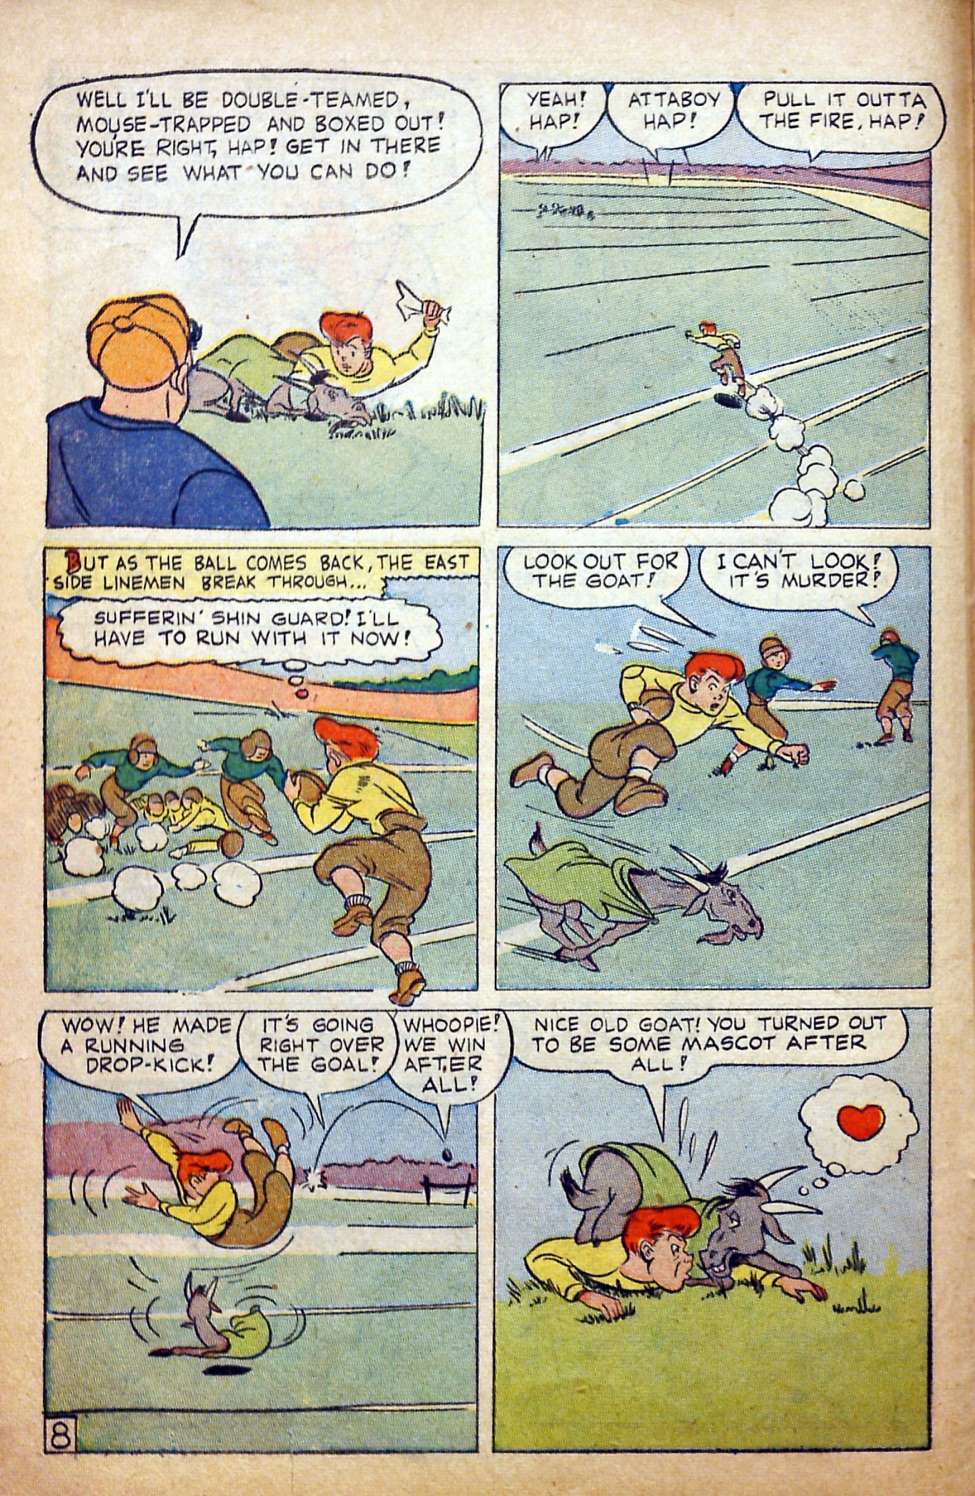 WELL I'LL BE DOUBLE-TEAMED,
MOUSE-TRAPPED AND BOXED OUT!
YOU'RE RIGHT, HAP! GET IN THERE
AND SEE WHAT YOU CAN DO!
YEAH!
HAP!
ATTABOY
HAP!
PULL IT OUTTA
THE FIRE, HAP!
BUT AS THE BALL COMES BACK, THE EAST
SIDE LINEMEN BREAK THROUGH...
SUFFERIN' SHIN GUARD! I'LL
HAVE TO RUN WITH IT NOW!
LOOK OUT FOR
THE GOAT!
I CAN'T LOOK!
IT'S MURDER!
WOW! HE MADE
A RUNNING
DROP-KICK!
IT'S GOING
RIGHT OVER
THE GOAL!
WHOOPIE!
WE WIN
AFTER
ALL!
NICE OLD GOAT! YOU TURNED OUT
TO BE SOME MASCOT AFTER
ALL!
8